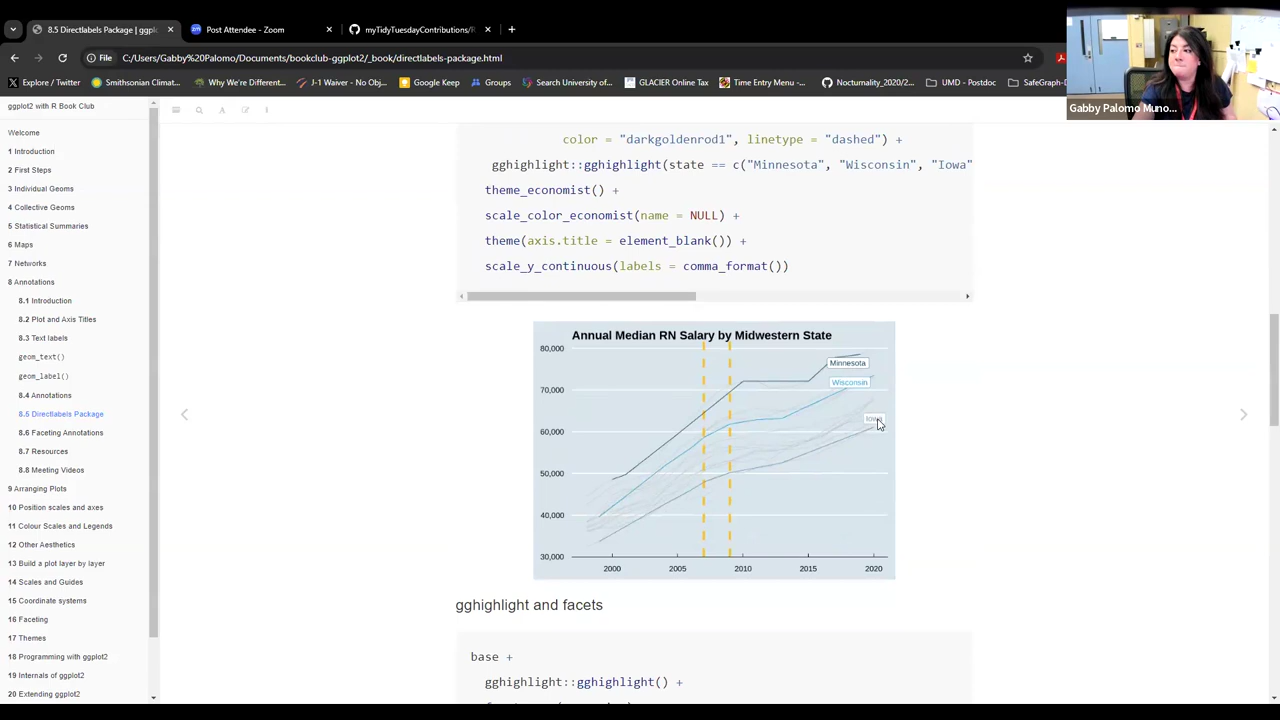 8.5 Directlabels Package | ggpl
Post Attendee - Zoom
myTidyTuesdayContributions/R
File
C:/Users/Gabby%20Palomo/Documents/bookclub-ggplot2/_book/directlabels-package.html
Explore / Twitter
Smithsonian Climat...
Why We're Different...
J-1 Waiver - No Obj...
Google Keep
Groups
Search University of...
GLACIER Online Tax
Time Entry Menu -...
Nocturnality_2020/2...
UMD - Postdoc
SafeGraph-D
Gabby Palomo Muno...
ggplot2 with R Book Club
Welcome
1 Introduction
2 First Steps
3 Individual Geoms
4 Collective Geoms
5 Statistical Summaries
6 Maps
7 Networks
8 Annotations
8.1 Introduction
8.2 Plot and Axis Titles
8.3 Text labels
geom_text()
geom_label()
8.4 Annotations
8.5 Directlabels Package
8.6 Faceting Annotations
8.7 Resources
8.8 Meeting Videos
9 Arranging Plots
10 Position scales and axes
11 Colour Scales and Legends
12 Other Aesthetics
13 Build a plot layer by layer
14 Scales and Guides
15 Coordinate systems
16 Faceting
17 Themes
18 Programming with ggplot2
19 Internals of ggplot2
20 Extending ggplot2
color = "darkgoldenrod1", linetype = "dashed") +
gghighlight::gghighlight(state == c("Minnesota", "Wisconsin", "Iowa"
theme_economist() +
scale_color_economist(name = NULL) +
theme(axis.title = element_blank()) +
scale_y_continuous(labels = comma_format())
Annual Median RN Salary by Midwestern State
80,000
70,000
60,000
50,000
40,000
30,000
Minnesota
Wisconsin
Iowa
2000
2005
2010
2015
2020
gghighlight and facets
base +
gghighlight::gghighlight() +